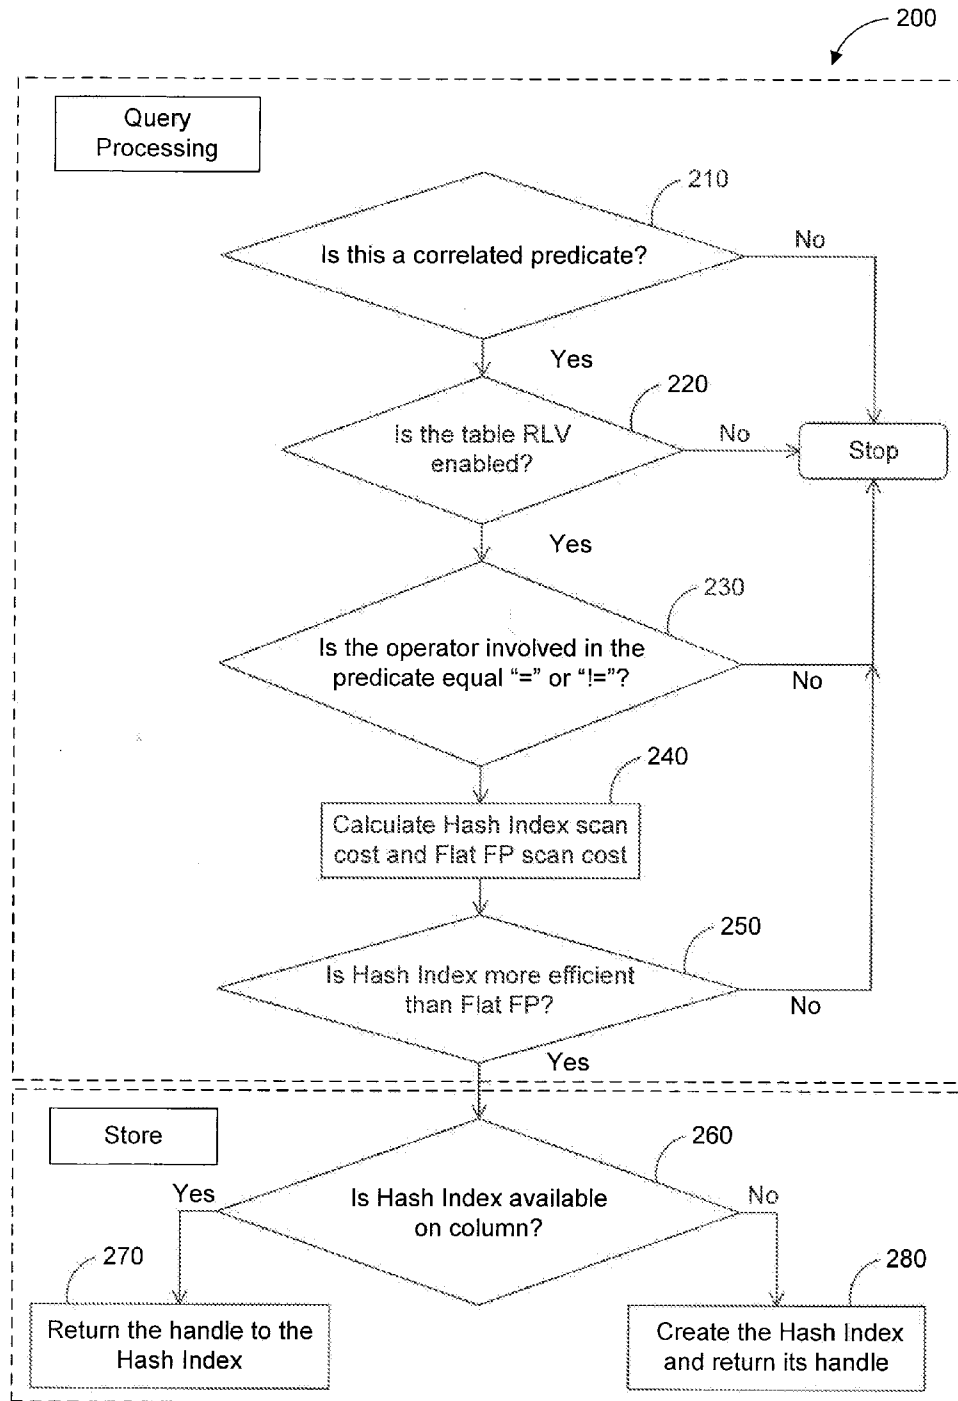 200
Query
Processing
210
Is this a correlated predicate?
No
Yes
220
Is the table RLV
enabled?
No
Stop
Yes
230
Is the operator involved in the
predicate equal “=” or “!=”?
No
240
Calculate Hash Index scan
cost and Flat FP scan cost
250
Is Hash Index more efficient
than Flat FP?
No
Yes
Store
260
Is Hash Index available
on column?
Yes
No
270
Return the handle to the
Hash Index
280
Create the Hash Index
and return its handle